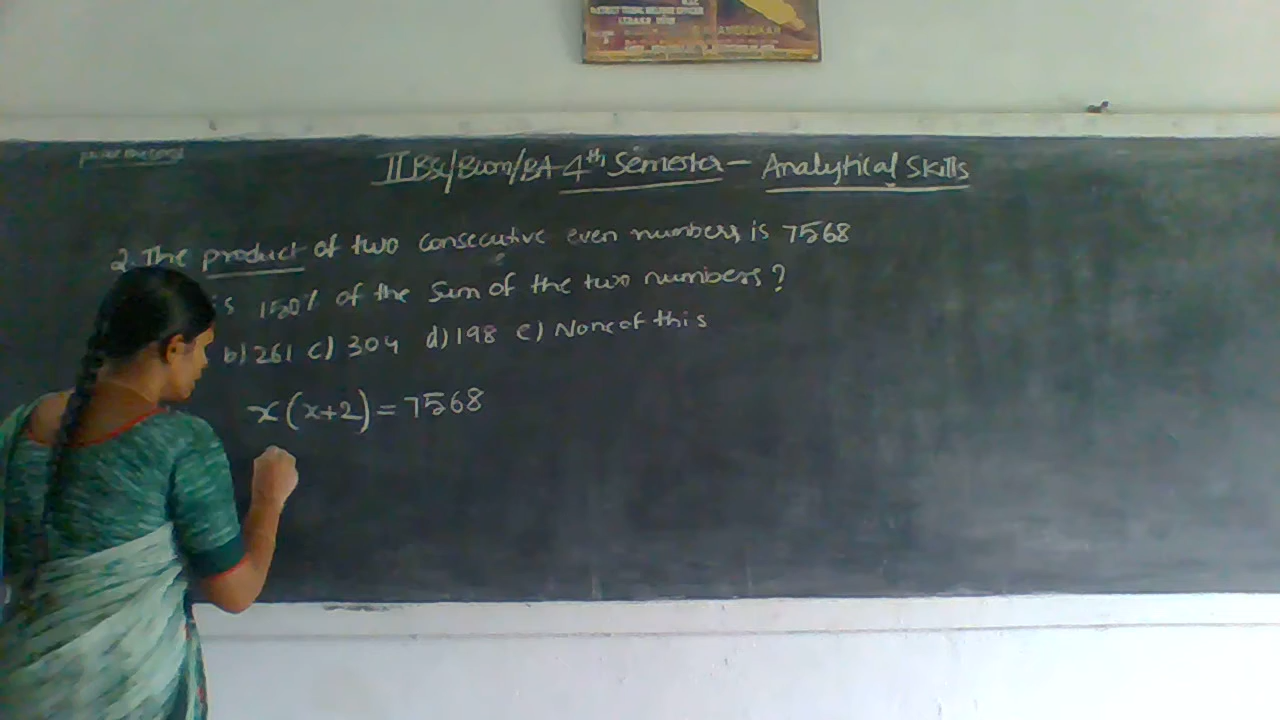 II BSc/Bcom/BA 4th Semester - Analytical Skills
2. The product of two consecutive even numbers is 7568
is 150% of the sum of the two numbers?
b) 261 c) 304 d) 198 e) None of this
x(x+2) = 7568